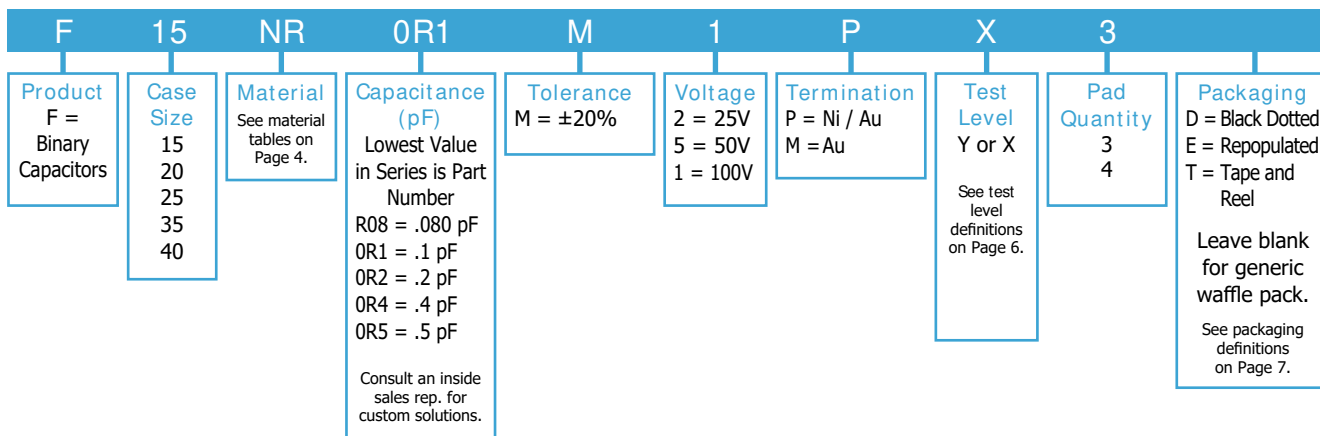 F 15 NR 0R1 M 1 P X 3
Product
F =
Binary
Capacitors
Case
Size
15
20
25
35
40
Material
See material
tables on
Page 4.
Capacitance
(pF)
Lowest Value
in Series is Part
Number
R08 = .080 pF
0R1 = .1 pF
0R2 = .2 pF
0R4 = .4 pF
0R5 = .5 pF
Consult an inside
sales rep. for
custom solutions.
Tolerance
M = ±20%
Voltage
2 = 25V
5 = 50V
1 = 100V
Termination
P = Ni / Au
M = Au
Test
Level
Y or X
See test
level
definitions
on Page 6.
Pad
Quantity
3
4
Packaging
D = Black Dotted
E = Repopulated
T = Tape and
Reel
Leave blank
for generic
waffle pack.
See packaging
definitions
on Page 7.